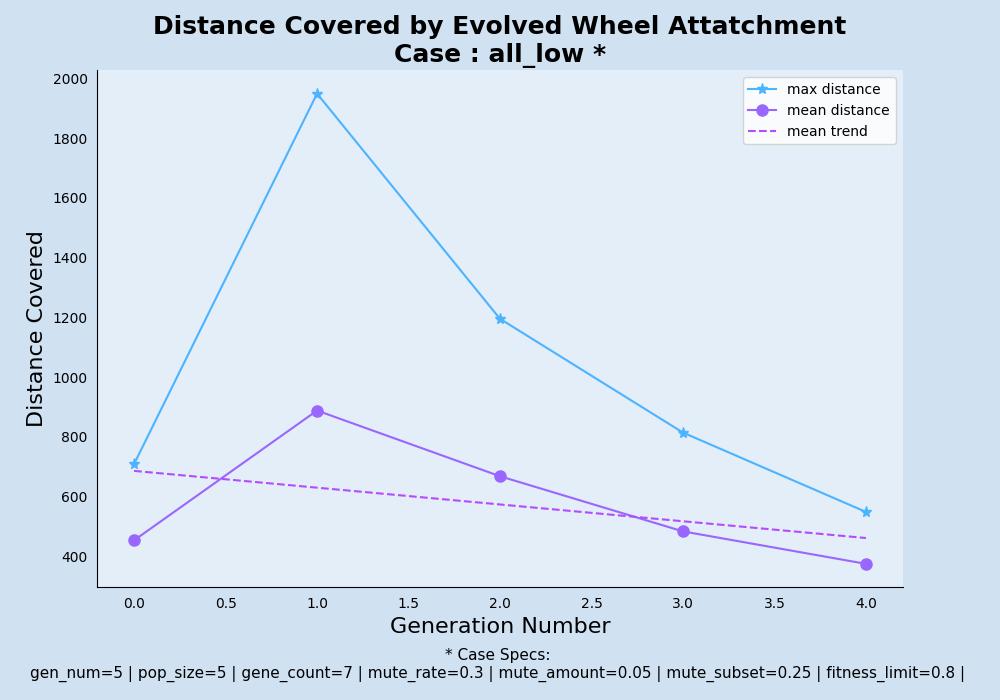 Distance Covered by Evolved Wheel Attatchment
Case : all_low *
max distance
mean distance
mean trend
Distance Covered
2000
1800
1600
1400
1200
1000
800
600
400
0.0 0.5 1.0 1.5 2.0 2.5 3.0 3.5 4.0
Generation Number
* Case Specs:
gen_num=5 | pop_size=5 | gene_count=7 | mute_rate=0.3 | mute_amount=0.05 | mute_subset=0.25 | fitness_limit=0.8 |